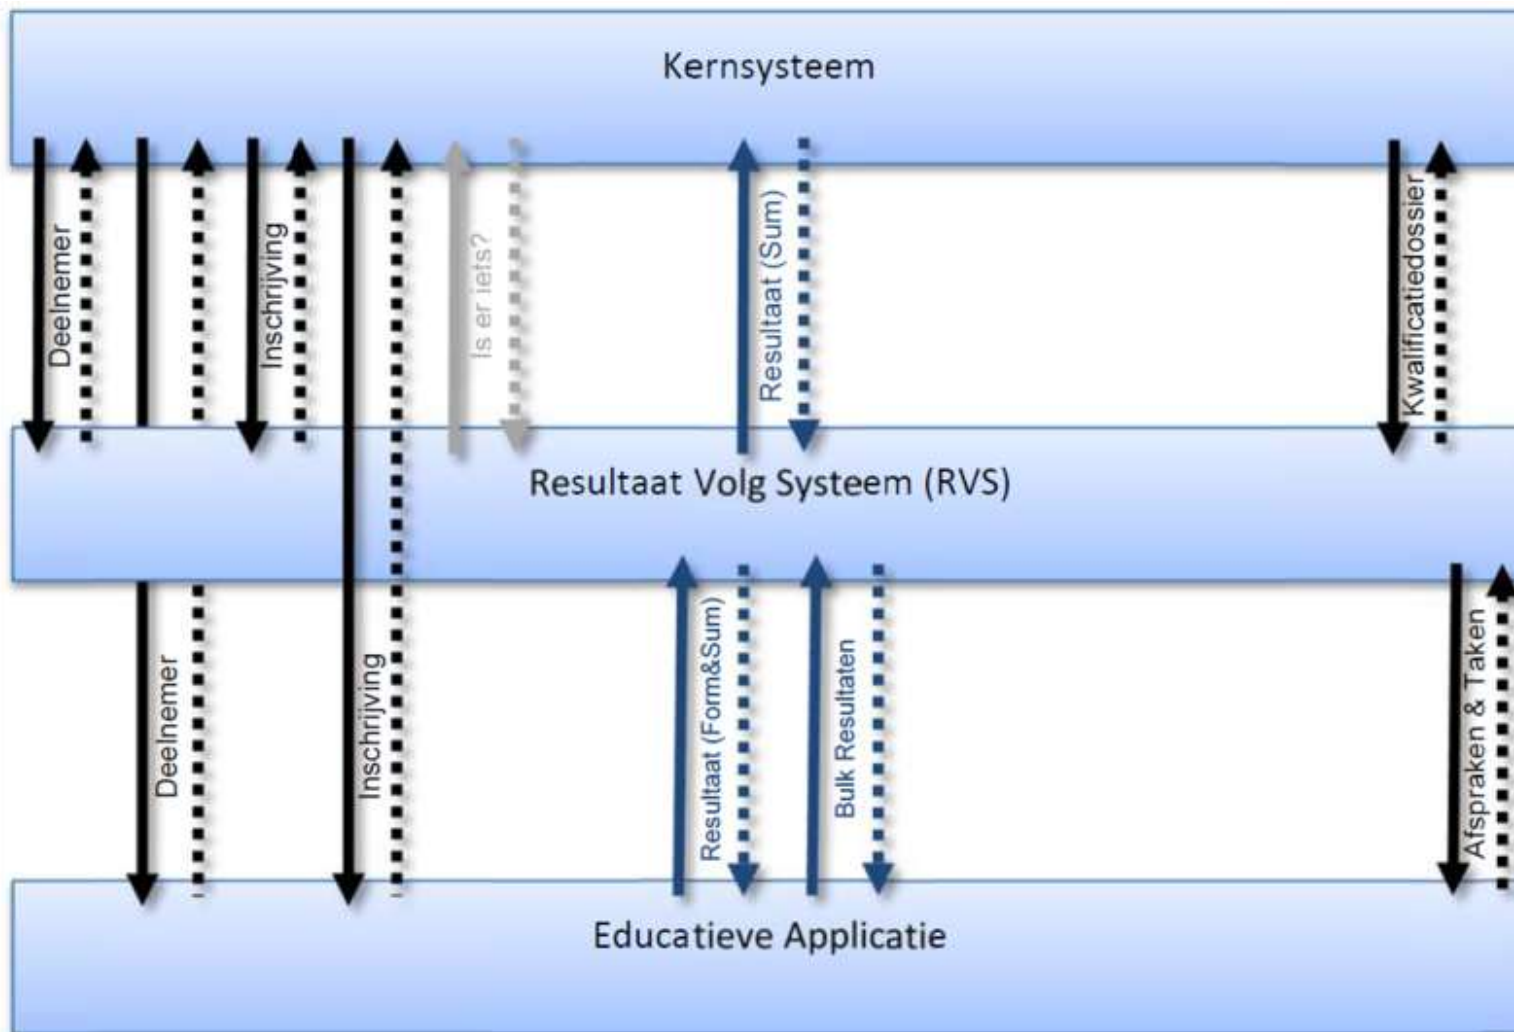 Kernsysteem
Deelnemer
Inschrijving
Is er iets?
Resultaat (Sum)
Kwalificatiedossier
Resultaat Volg Systeem (RVS)
Deelnemer
Inschrijving
Resultaat (Form&Sum)
Bulk Resultaten
Afspraken & Taken
Educatieve Applicatie